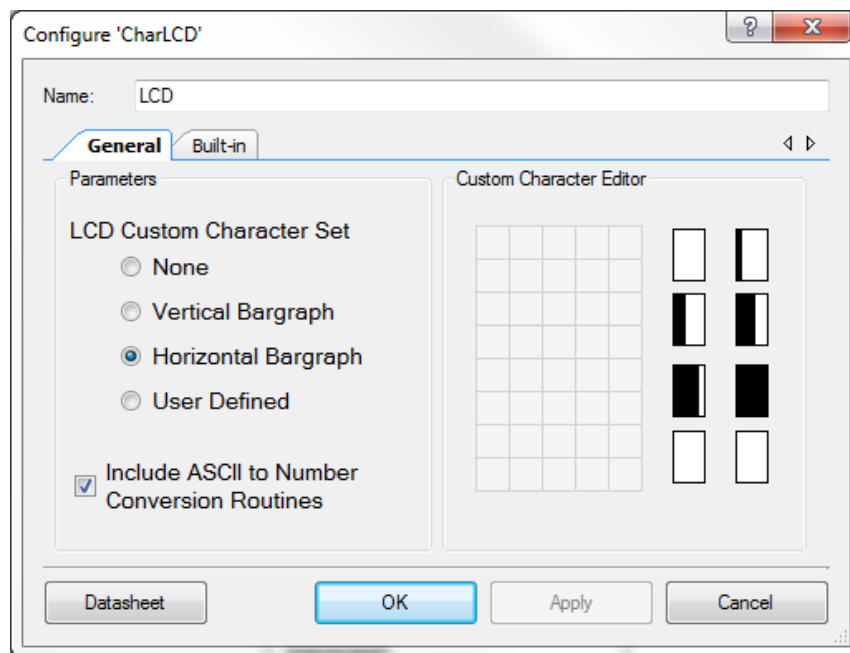 Configure 'CharLCD'
?
Name: LCD
General Built-in
Parameters
Custom Character Editor
LCD Custom Character Set
None
Vertical Bargraph
Horizontal Bargraph
User Defined
Include ASCII to Number
Conversion Routines
Datasheet OK Apply Cancel